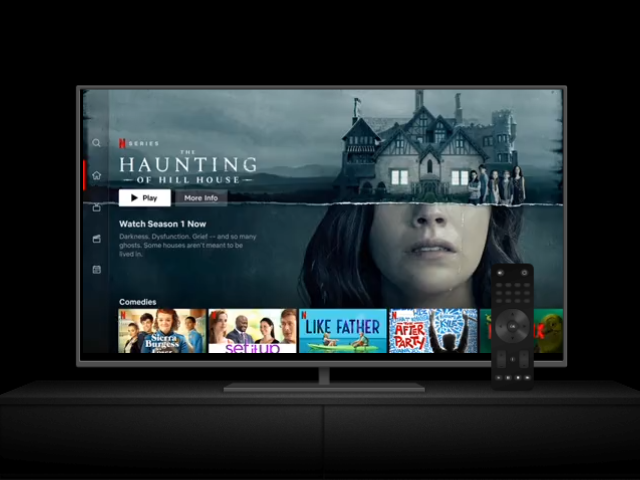 N SERIES
THE
HAUNTING
OF HILL HOUSE
Play More Info
Watch Season 1 Now
Darkness. Dysfunction. Grief -- and so many
ghosts. Some houses aren't meant to be
lived in.
Comedies
Sierra
Burgess
set it up
LIKE FATHER
THE
AFTER
PARTY